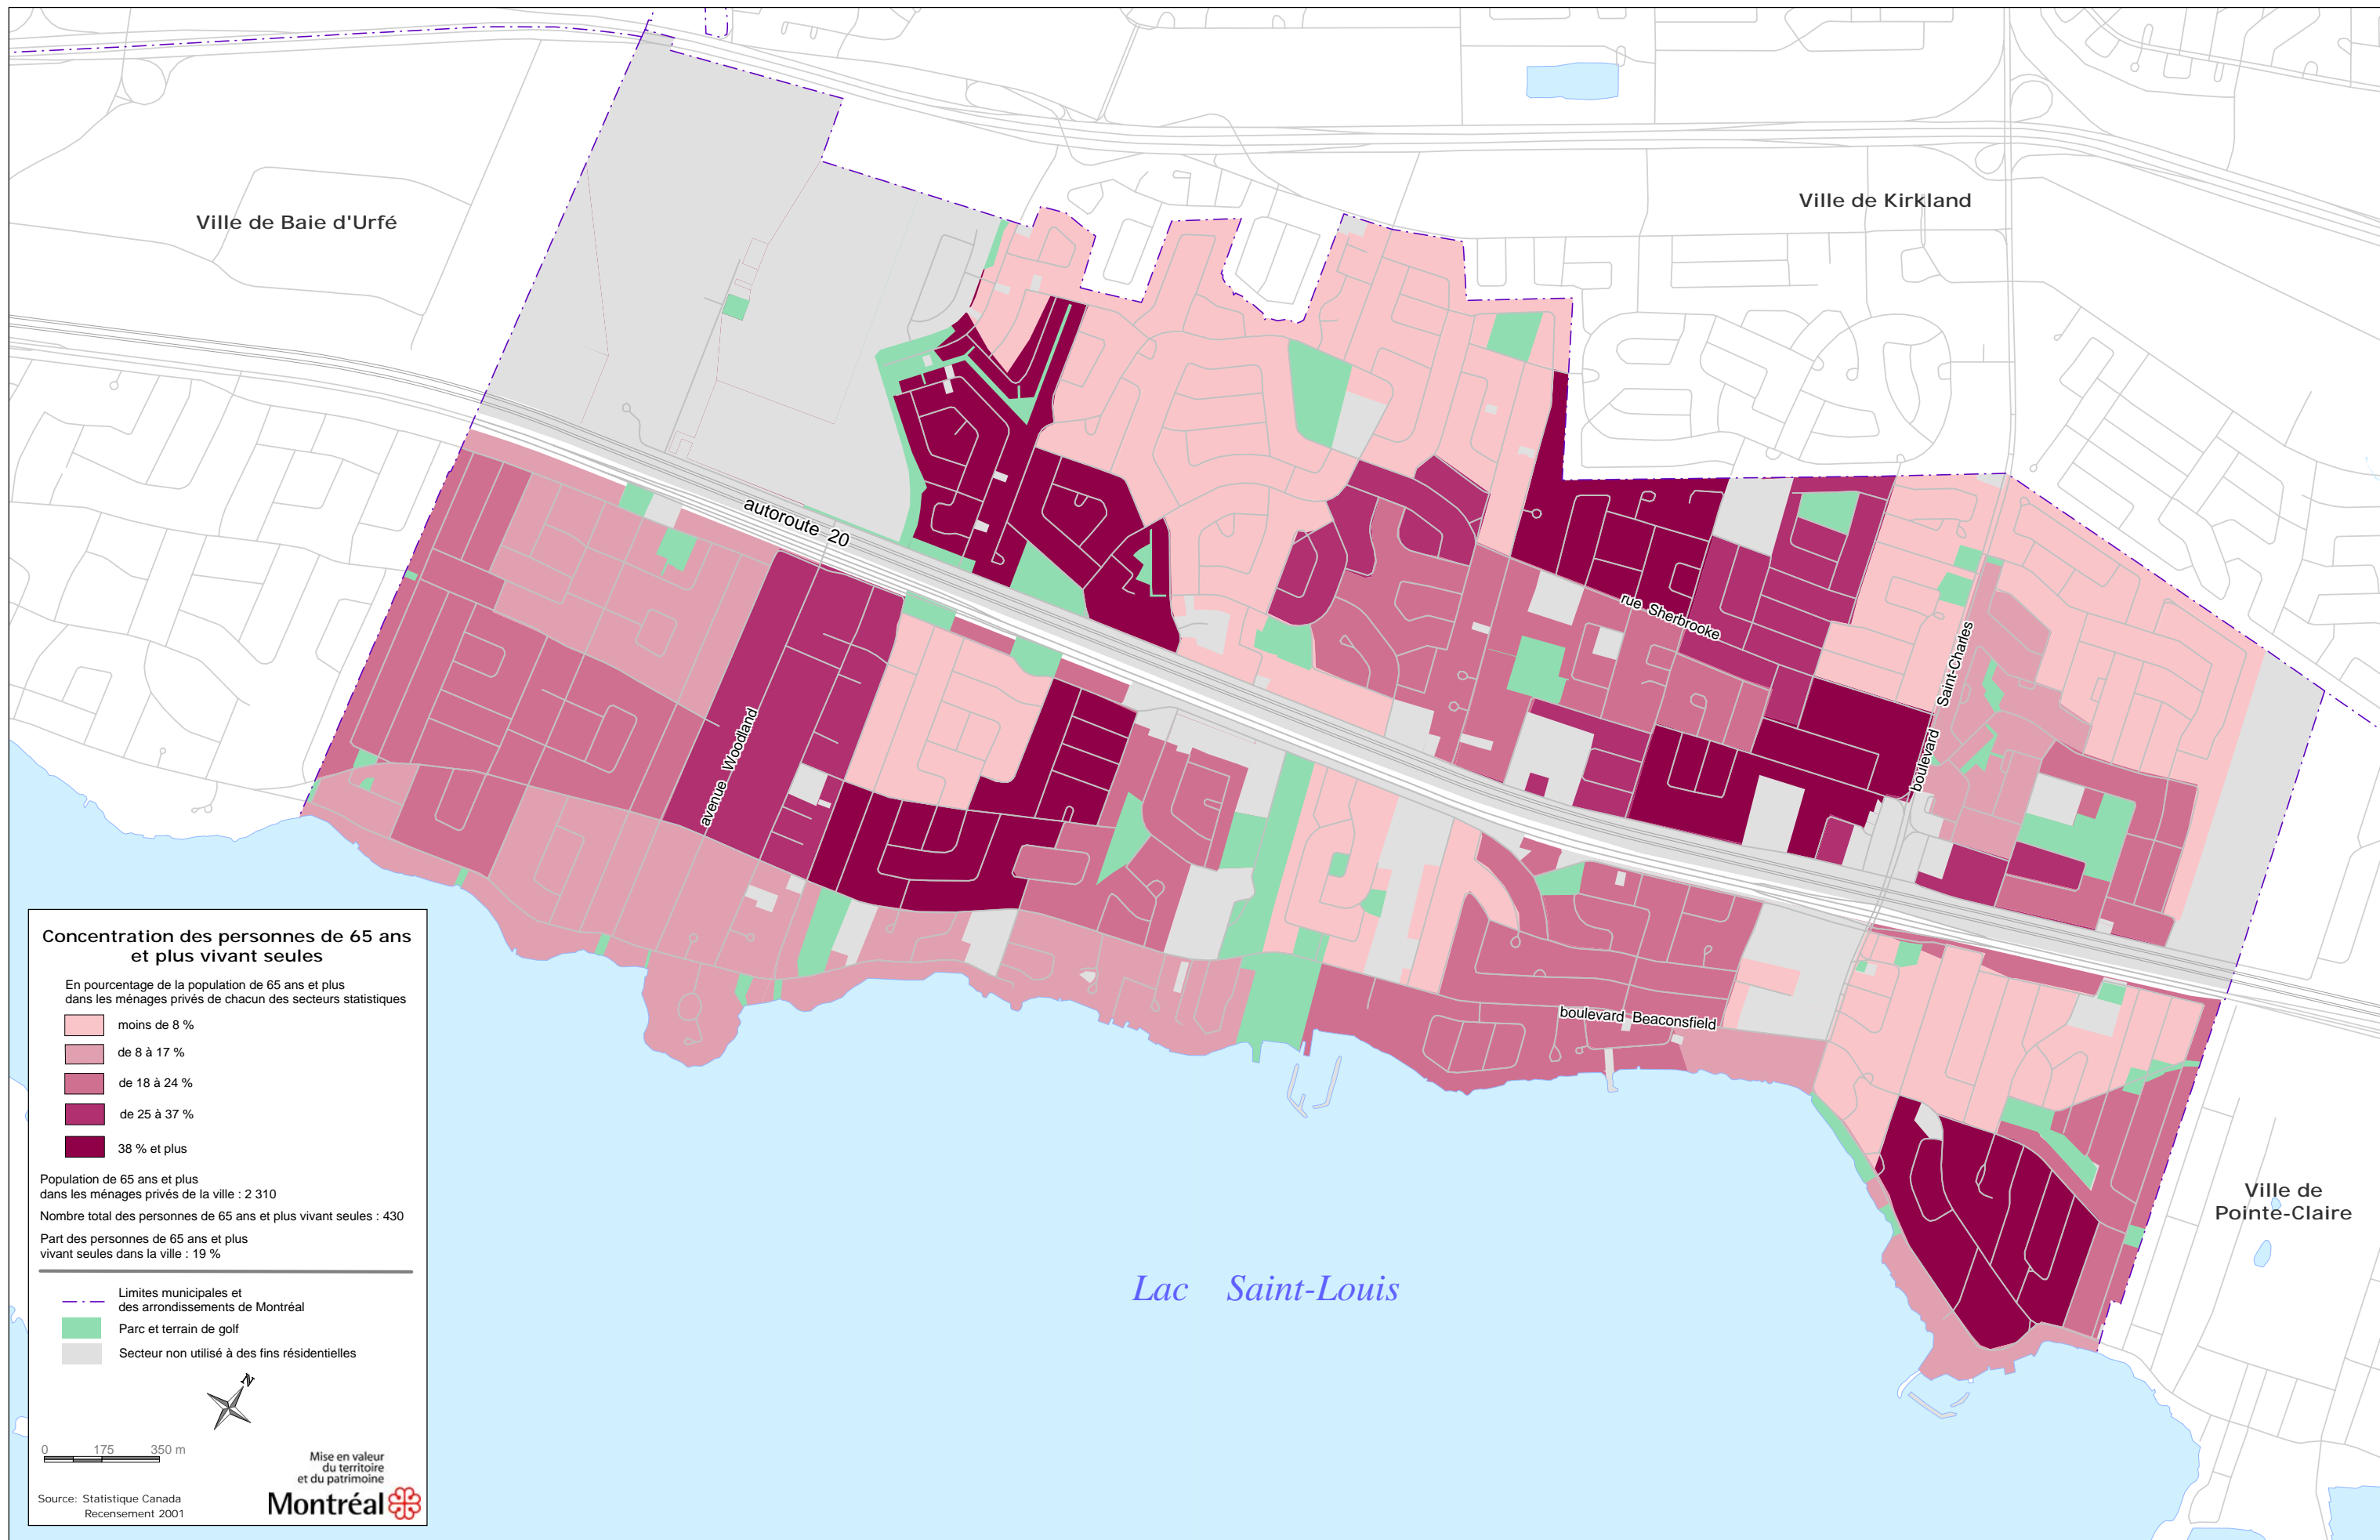 Ville de Baie d'Urfé
Ville de Kirkland
autoroute 20
rue Sherbrooke
boulevard Saint-Charles
avenue Woodland
boulevard Beaconsfield
Ville de
Pointe-Claire
Lac Saint-Louis
Concentration des personnes de 65 ans
et plus vivant seules
En pourcentage de la population de 65 ans et plus
dans les ménages privés de chacun des secteurs statistiques
moins de 8 %
de 8 à 17 %
de 18 à 24 %
de 25 à 37 %
38 % et plus
Population de 65 ans et plus
dans les ménages privés de la ville : 2 310
Nombre total des personnes de 65 ans et plus vivant seules : 430
Part des personnes de 65 ans et plus
vivant seules dans la ville : 19 %
Limites municipales et
des arrondissements de Montréal
Parc et terrain de golf
Secteur non utilisé à des fins résidentielles
N
0 175 350 m
Mise en valeur
du territoire
et du patrimoine
Montréal
Source: Statistique Canada
Recensement 2001